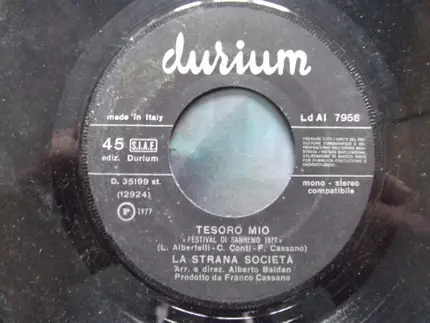 durium
made in Italy
Ld AI 7956
45 S.I.A.E.
ediz. Durium
D. 35199 st.
(12924)
P 1977
mono - stereo
compatibile
TESORO MIO
« FESTIVAL DI SANREMO 1977 »
(L. Albertelli - C. Conti - F. Cassano)
LA STRANA SOCIETÀ
Arr. e direz. Alberto Baldan
Prodotto da Franco Cassano